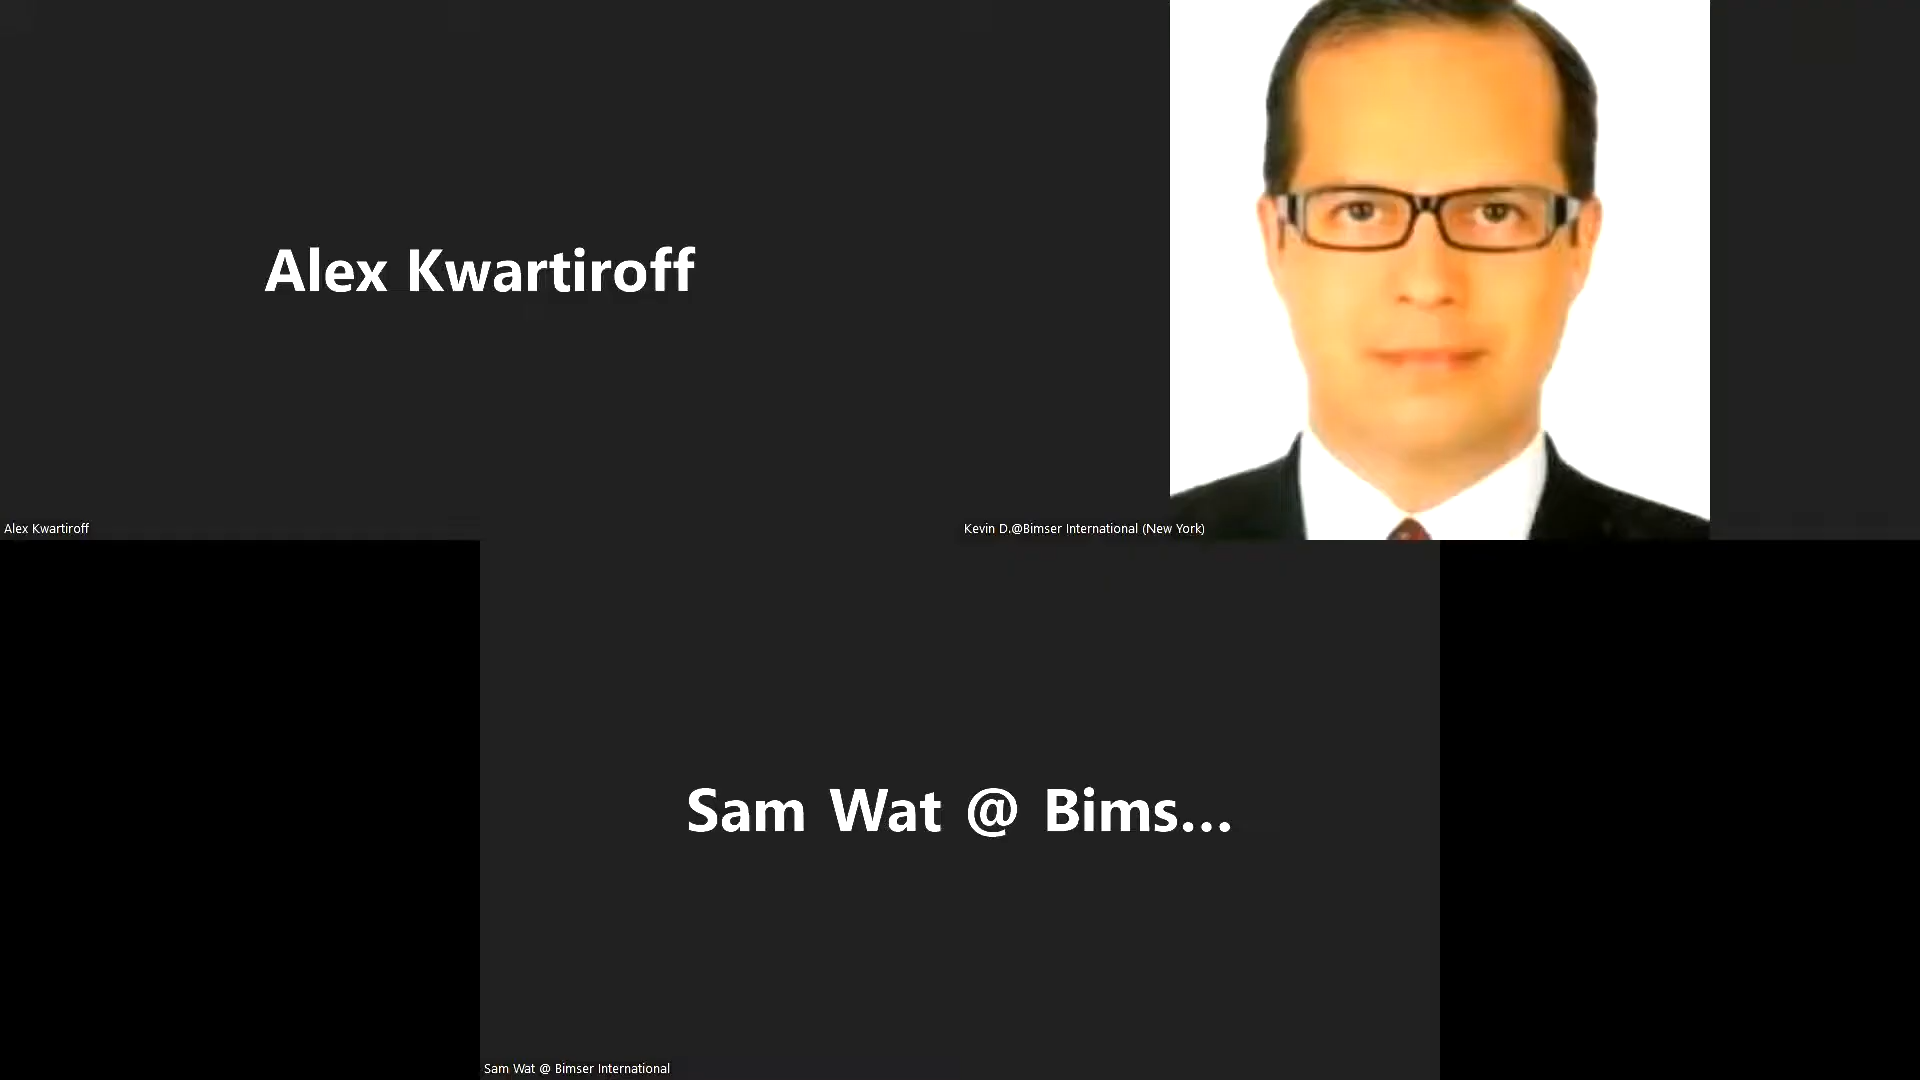 Alex Kwartiroff
Alex Kwartiroff
Kevin D.@Bimser International (New York)
Sam Wat @ Bims...
Sam Wat @ Bimser International